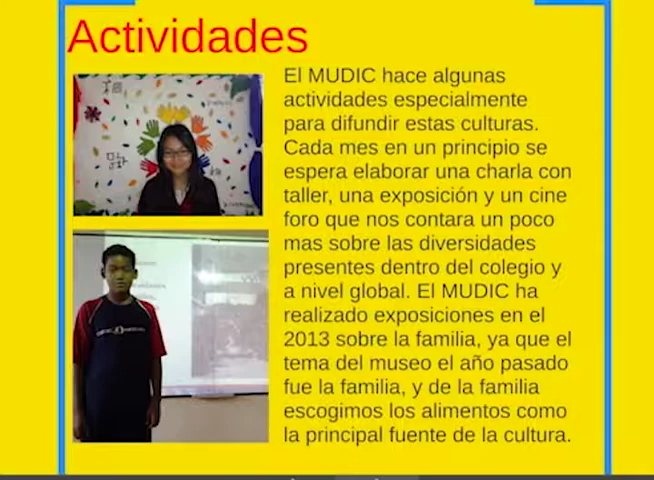 Actividades
El MUDIC hace algunas
actividades especialmente
para difundir estas culturas.
Cada mes en un principio se
espera elaborar una charla con
taller, una exposición y un cine
foro que nos contara un poco
mas sobre las diversidades
presentes dentro del colegio y
a nivel global. El MUDIC ha
realizado exposiciones en el
2013 sobre la familia, ya que el
tema del museo el año pasado
fue la familia, y de la familia
escogimos los alimentos como
la principal fuente de la cultura.